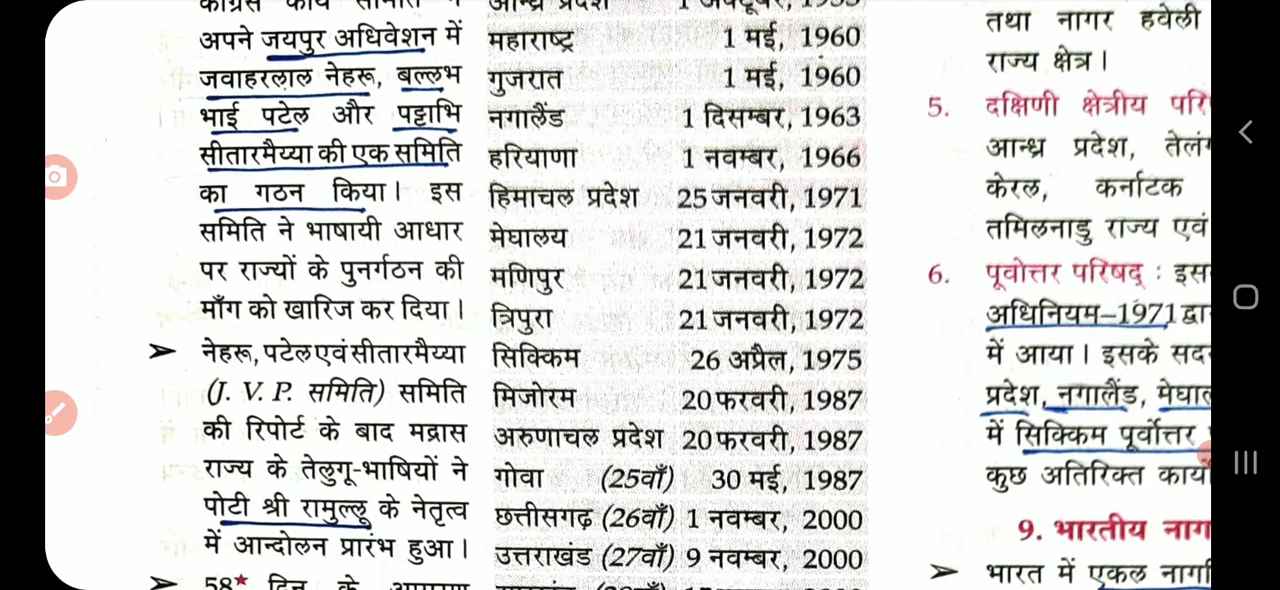 अपने जयपुर अधिवेशन में
जवाहरलाल नेहरू, बल्लभ
भाई पटेल और पट्टाभि
सीतारमैय्या की एक समिति
का गठन किया। इस
समिति ने भाषायी आधार
पर राज्यों के पुनर्गठन की
माँग को खारिज कर दिया।
➤ नेहरू, पटेल एवं सीतारमैय्या
(J. V. P. समिति) समिति
की रिपोर्ट के बाद मद्रास
राज्य के तेलुगू-भाषियों ने
पोटी श्री रामुल्लू के नेतृत्व
में आन्दोलन प्रारंभ हुआ।
➤ 58★ दिन के
महाराष्ट्र 1 मई, 1960
गुजरात 1 मई, 1960
नगालैंड 1 दिसम्बर, 1963
हरियाणा 1 नवम्बर, 1966
हिमाचल प्रदेश 25 जनवरी, 1971
मेघालय 21 जनवरी, 1972
मणिपुर 21 जनवरी, 1972
त्रिपुरा 21 जनवरी, 1972
सिक्किम 26 अप्रैल, 1975
मिजोरम 20 फरवरी, 1987
अरुणाचल प्रदेश 20 फरवरी, 1987
गोवा (25वाँ) 30 मई, 1987
छत्तीसगढ़ (26वाँ) 1 नवम्बर, 2000
उत्तराखंड (27वाँ) 9 नवम्बर, 2000
तथा नागर हवेली
राज्य क्षेत्र।
5. दक्षिणी क्षेत्रीय
आन्ध्र प्रदेश,
केरल, कर्नाटक
तमिलनाडु राज्य एवं
6. पूर्वोत्तर परिषद् : इस
अधिनियम–1971 द्वा
में आया। इसके
प्रदेश, नगालैंड,
में सिक्किम पूर्वोत्तर
कुछ अतिरिक्त
9. भारतीय
➤ भारत में एकल